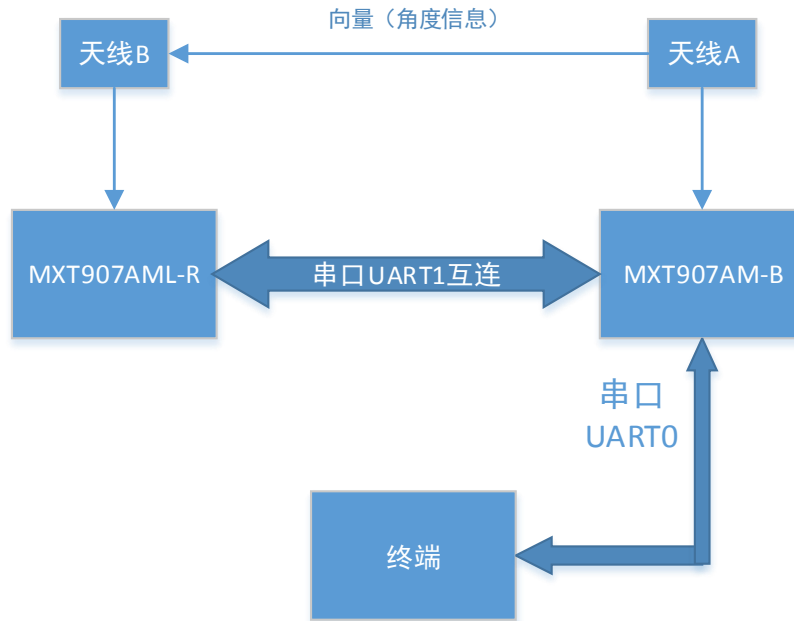 向量（角度信息）
天线B
天线A
MXT907AML-R
串口UART1互连
MXT907AM-B
串口
UART0
终端